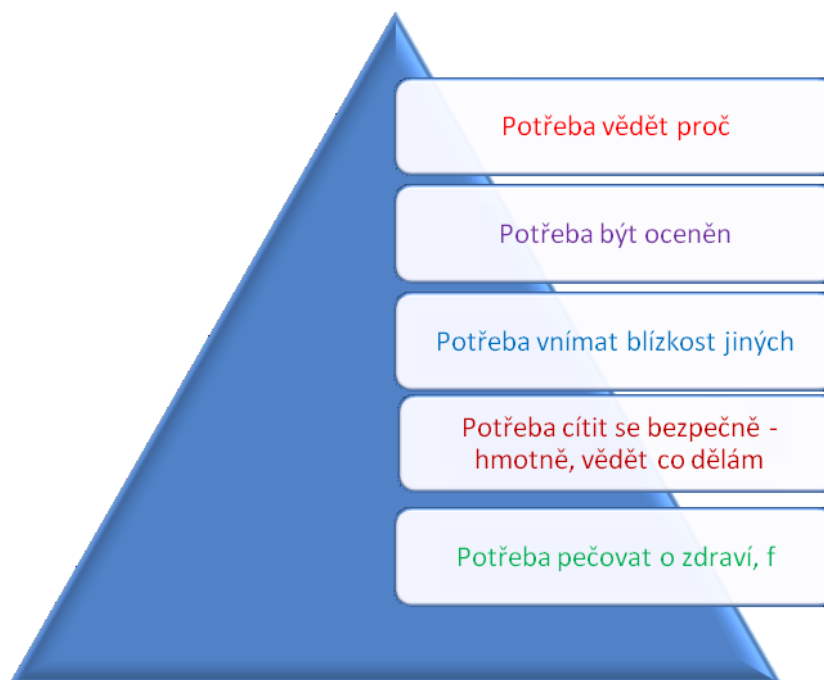 Potřeba vědět proč
Potřeba být oceněn
Potřeba vnímat blízkost jiných
Potřeba cítit se bezpečně -
hmotně, vědět co dělám
Potřeba pečovat o zdraví, f